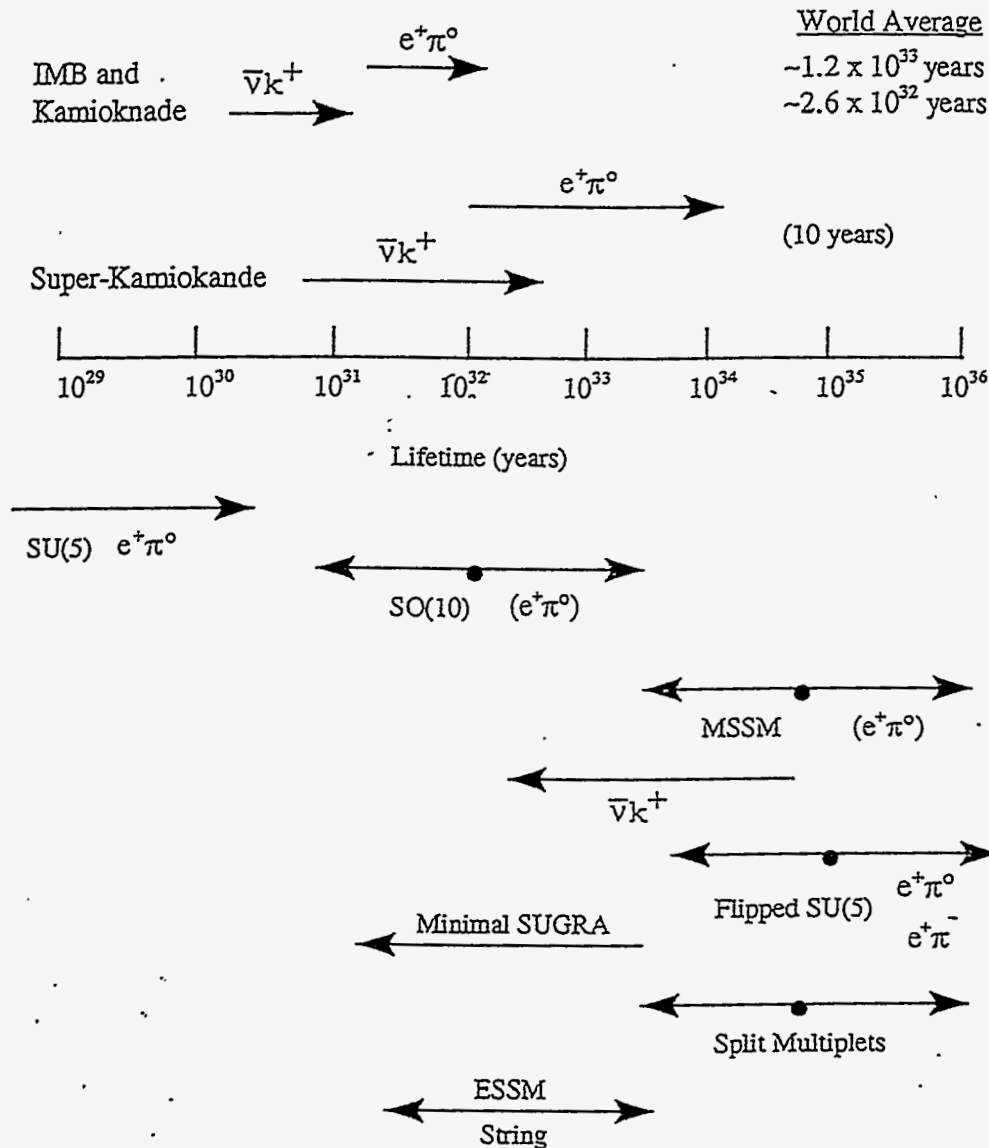 World Average
e⁺π°
IMB and
Kamioknade
ν̄k⁺
~1.2 x 10³³ years
~2.6 x 10³² years
e⁺π°
(10 years)
ν̄k⁺
Super-Kamiokande
10²⁹ 10³⁰ 10³¹ 10³² 10³³ 10³⁴ 10³⁵ 10³⁶
Lifetime (years)
SU(5) e⁺π°
SO(10) (e⁺π°)
MSSM (e⁺π°)
ν̄k⁺
Flipped SU(5) e⁺π°
e⁺π⁻
Minimal SUGRA
Split Multiplets
ESSM
String